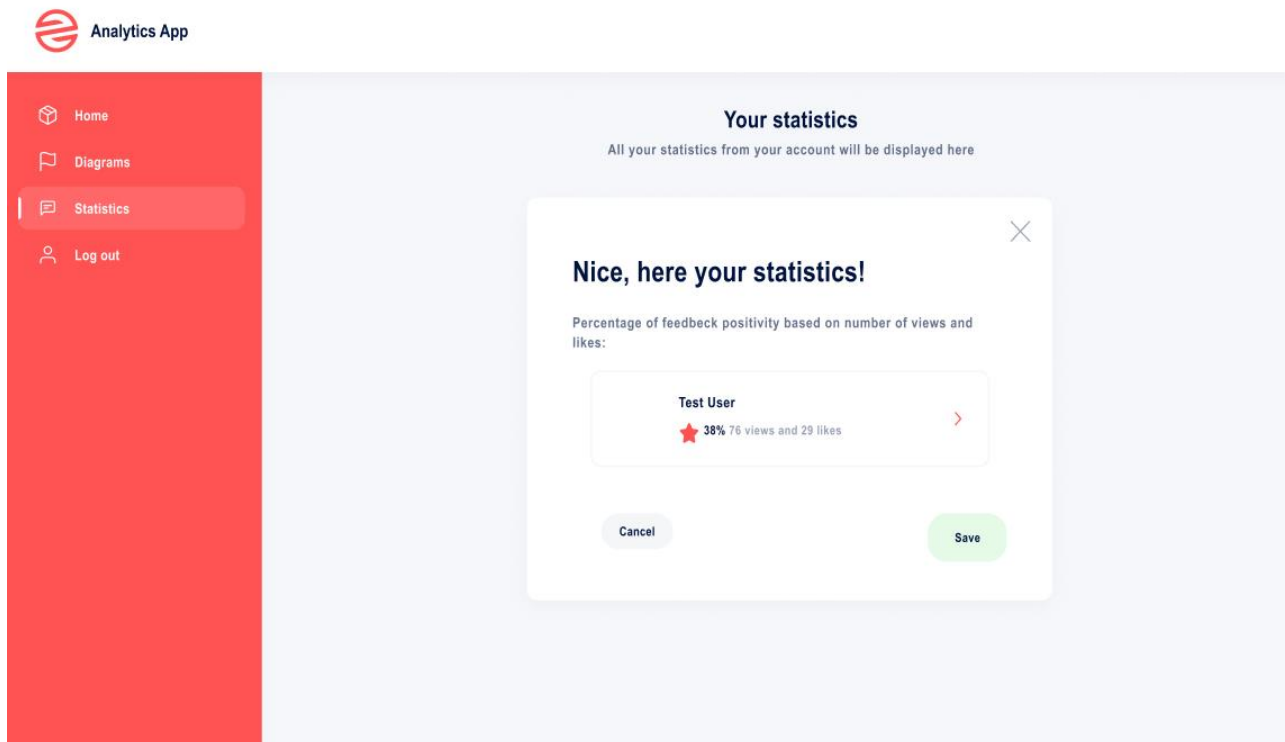 Analytics App
Home
Diagrams
Statistics
Log out
Your statistics
All your statistics from your account will be displayed here
Nice, here your statistics!
Percentage of feedbeck positivity based on number of views and
likes:
Test User
38% 76 views and 29 likes
Cancel
Save